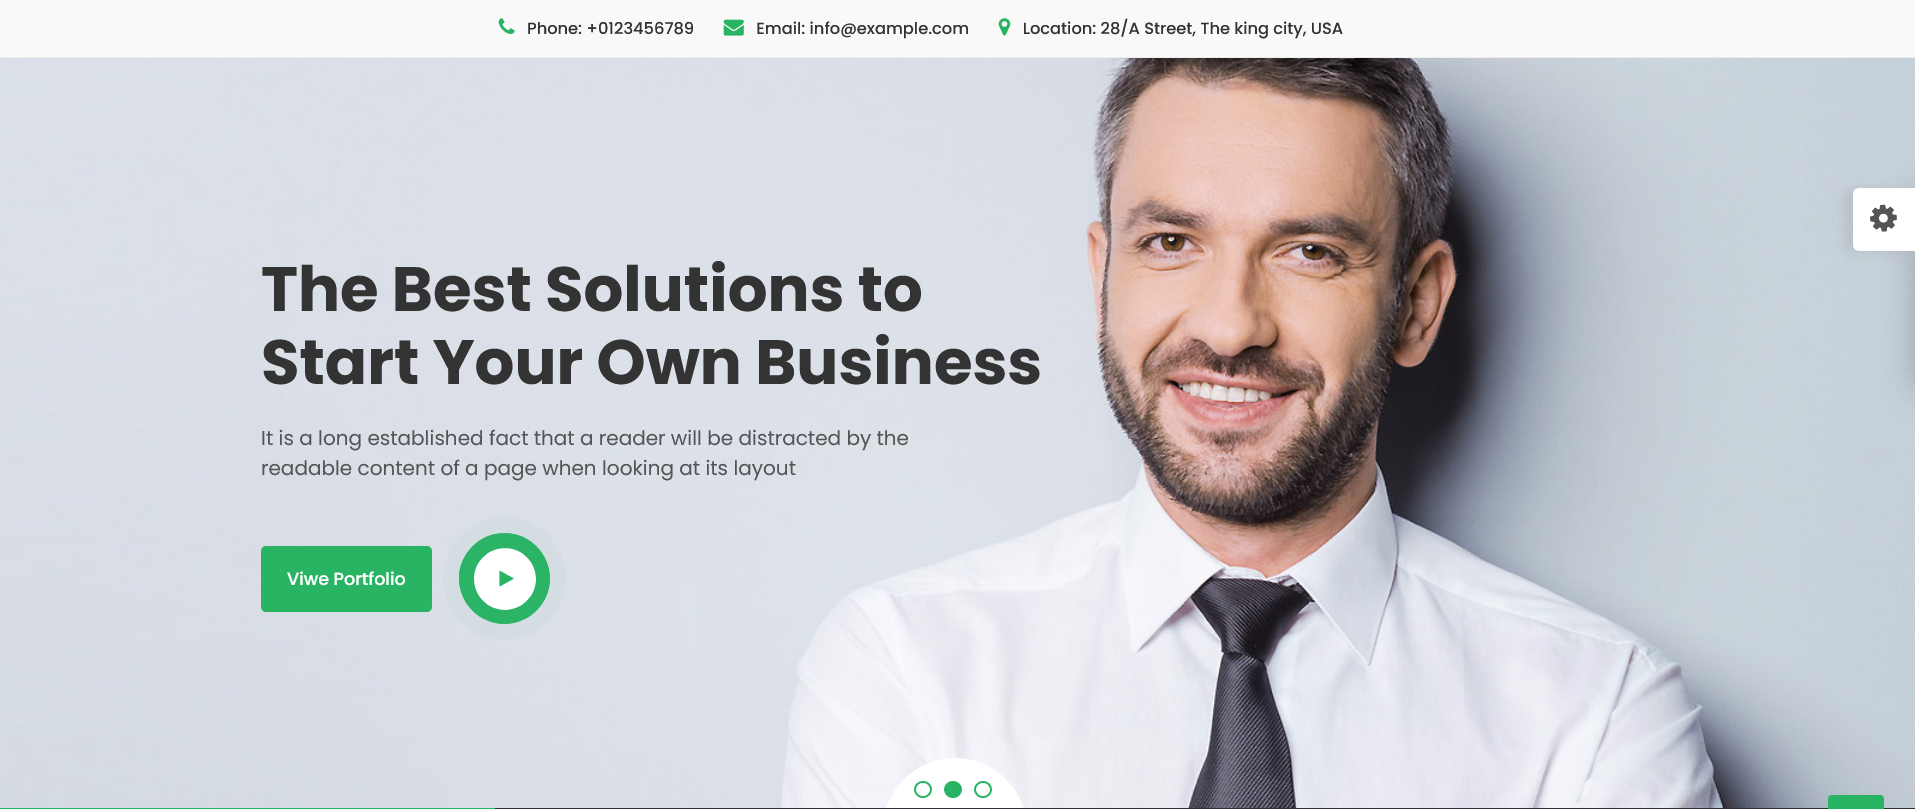 Phone: +0123456789 Email: info@example.com Location: 28/A Street, The king city, USA
The Best Solutions to
Start Your Own Business
It is a long established fact that a reader will be distracted by the
readable content of a page when looking at its layout
Viwe Portfolio